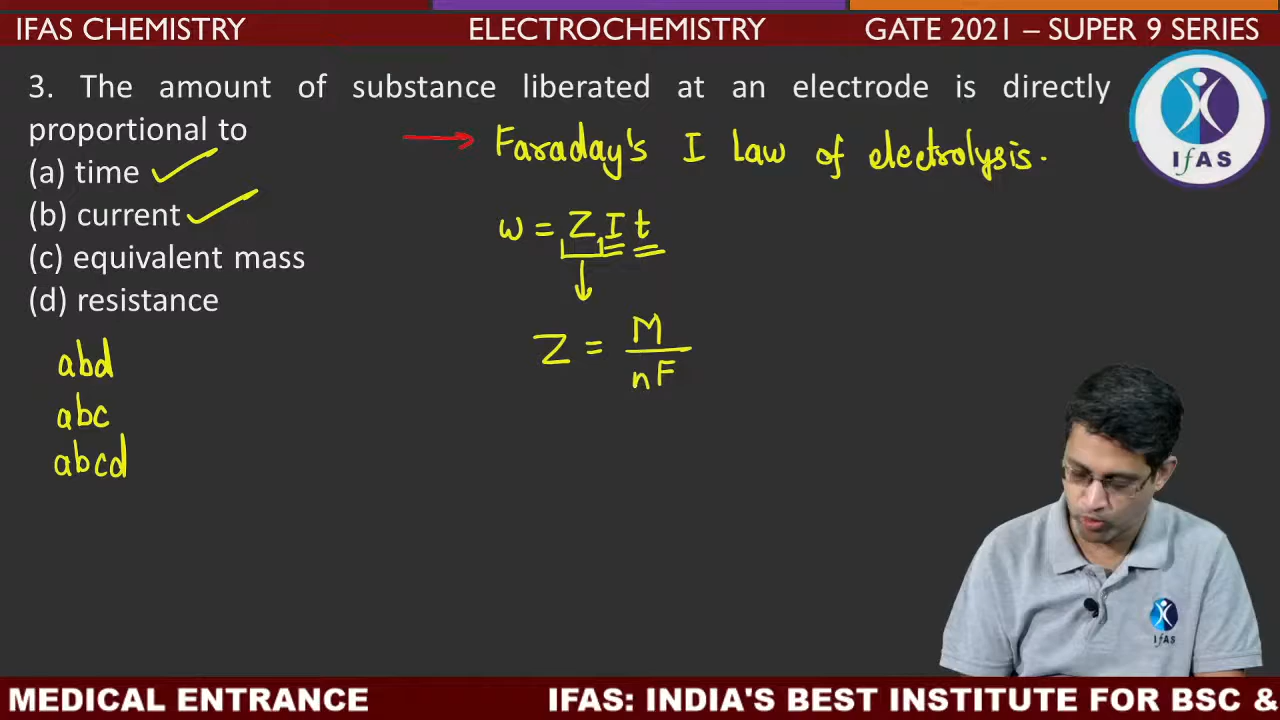 IFAS CHEMISTRY ELECTROCHEMISTRY GATE 2021 – SUPER 9 SERIES
3. The amount of substance liberated at an electrode is directly
proportional to
Faraday's I Law of electrolysis.
(a) time
(b) current
(c) equivalent mass
(d) resistance
w = Z I t
Z = M / nF
abd
abc
abcd
IfAS
IfAS
MEDICAL ENTRANCE IFAS: INDIA'S BEST INSTITUTE FOR BSC &